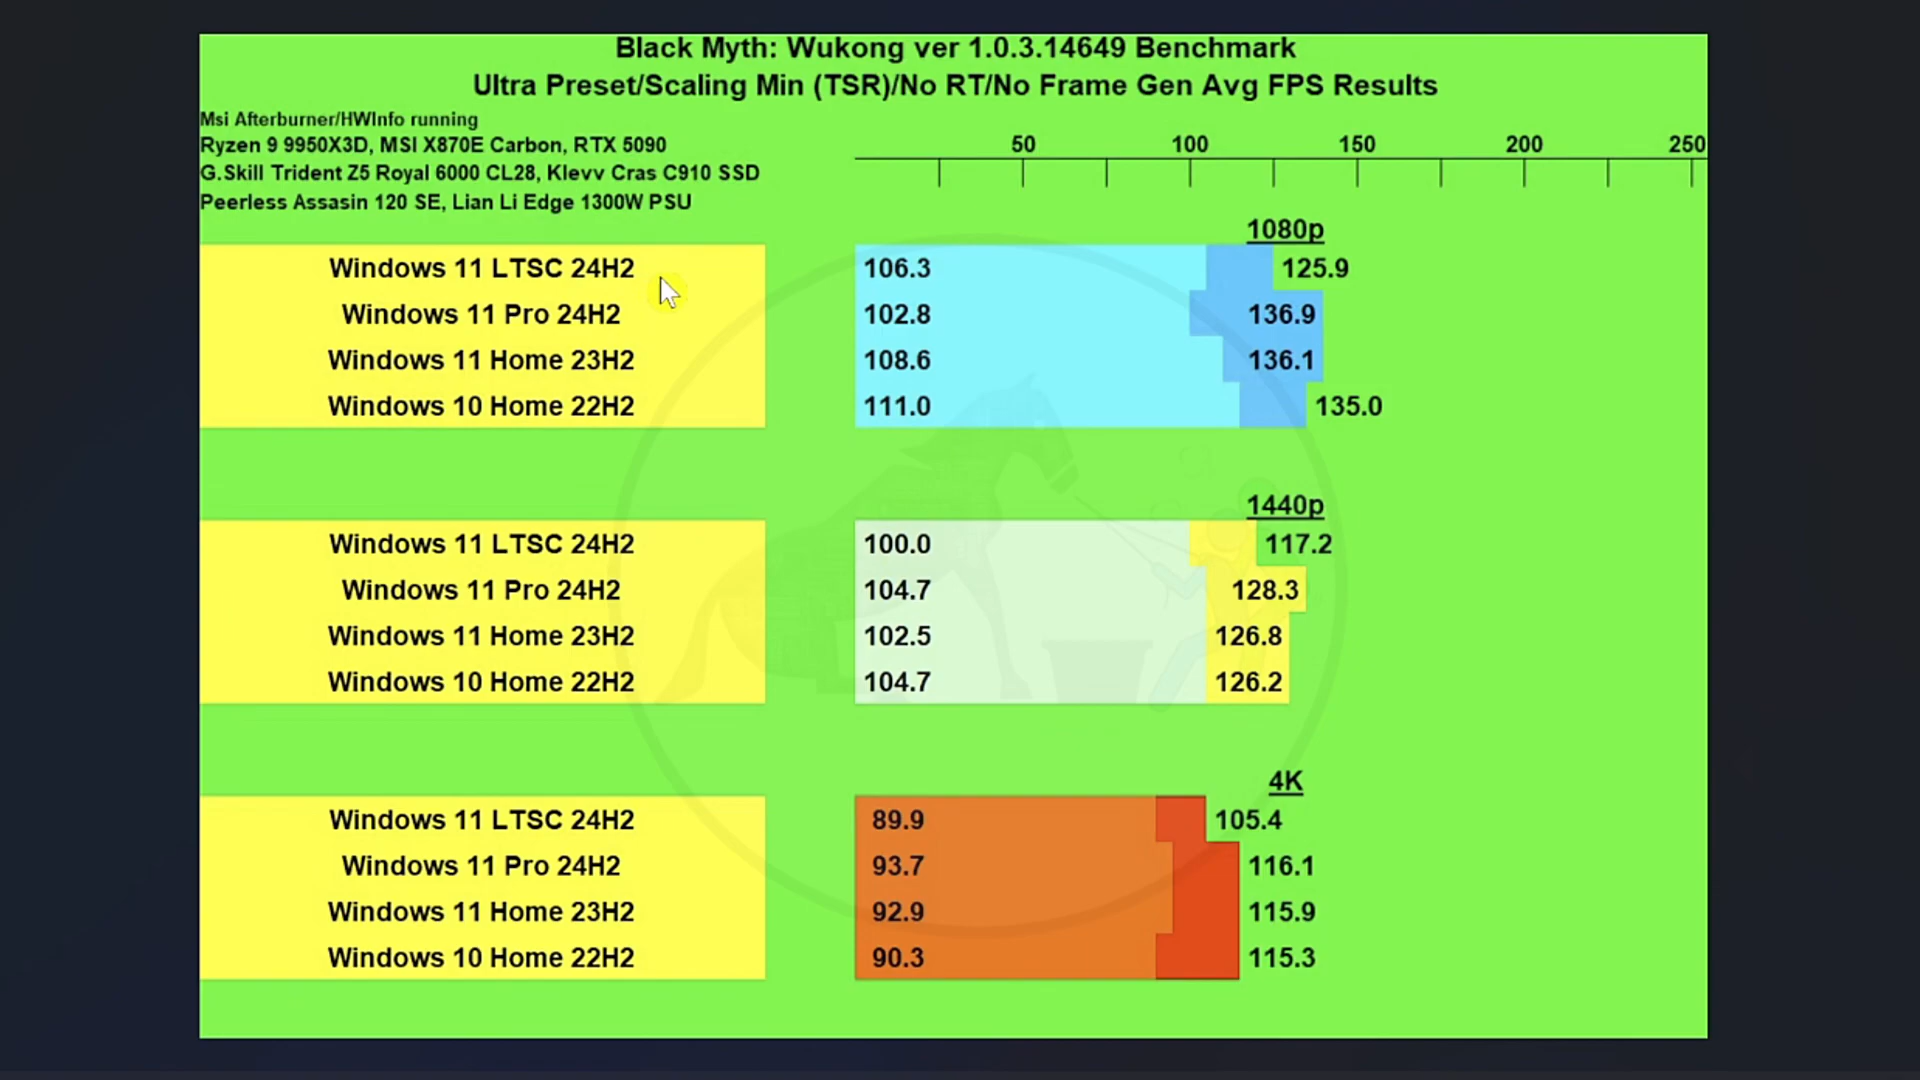 Black Myth: Wukong ver 1.0.3.14649 Benchmark
Ultra Preset/Scaling Min (TSR)/No RT/No Frame Gen Avg FPS Results
Msi Afterburner/HWInfo running
Ryzen 9 9950X3D, MSI X870E Carbon, RTX 5090
G.Skill Trident Z5 Royal 6000 CL28, Klevv Cras C910 SSD
Peerless Assasin 120 SE, Lian Li Edge 1300W PSU
50 100 150 200 250
1080p
Windows 11 LTSC 24H2 106.3 125.9
Windows 11 Pro 24H2 102.8 136.9
Windows 11 Home 23H2 108.6 136.1
Windows 10 Home 22H2 111.0 135.0
1440p
Windows 11 LTSC 24H2 100.0 117.2
Windows 11 Pro 24H2 104.7 128.3
Windows 11 Home 23H2 102.5 126.8
Windows 10 Home 22H2 104.7 126.2
4K
Windows 11 LTSC 24H2 89.9 105.4
Windows 11 Pro 24H2 93.7 116.1
Windows 11 Home 23H2 92.9 115.9
Windows 10 Home 22H2 90.3 115.3